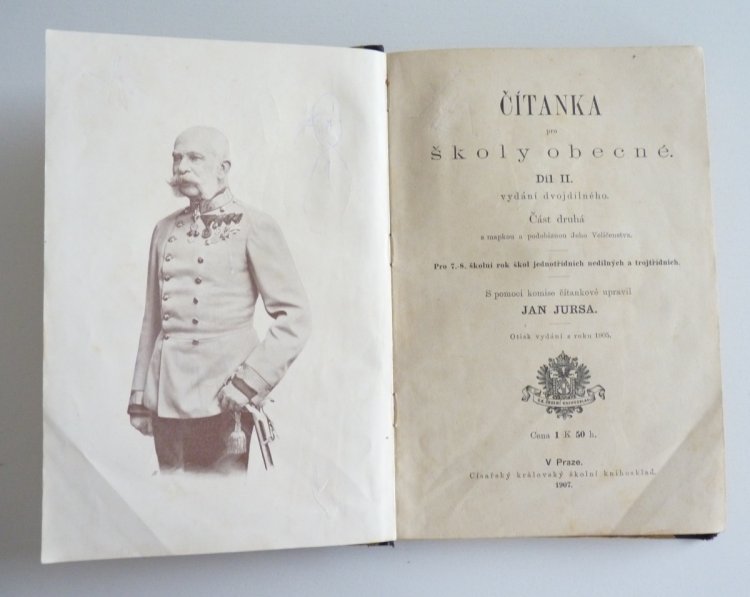 ČÍTANKA
pro
školy obecné.
Díl II.
vydání dvojdílného.
Část druhá
s mapkou a podobiznou Jeho Veličenstva.
Pro 7.-8. školní rok škol jednotřídních nedílných a trojtřídních.
S pomocí komise čítankové upravil
JAN JURSA.
Otisk vydání z roku 1905.
Cena 1 K 50 h.
V Praze.
Císařský královský školní knihosklad.
1907.